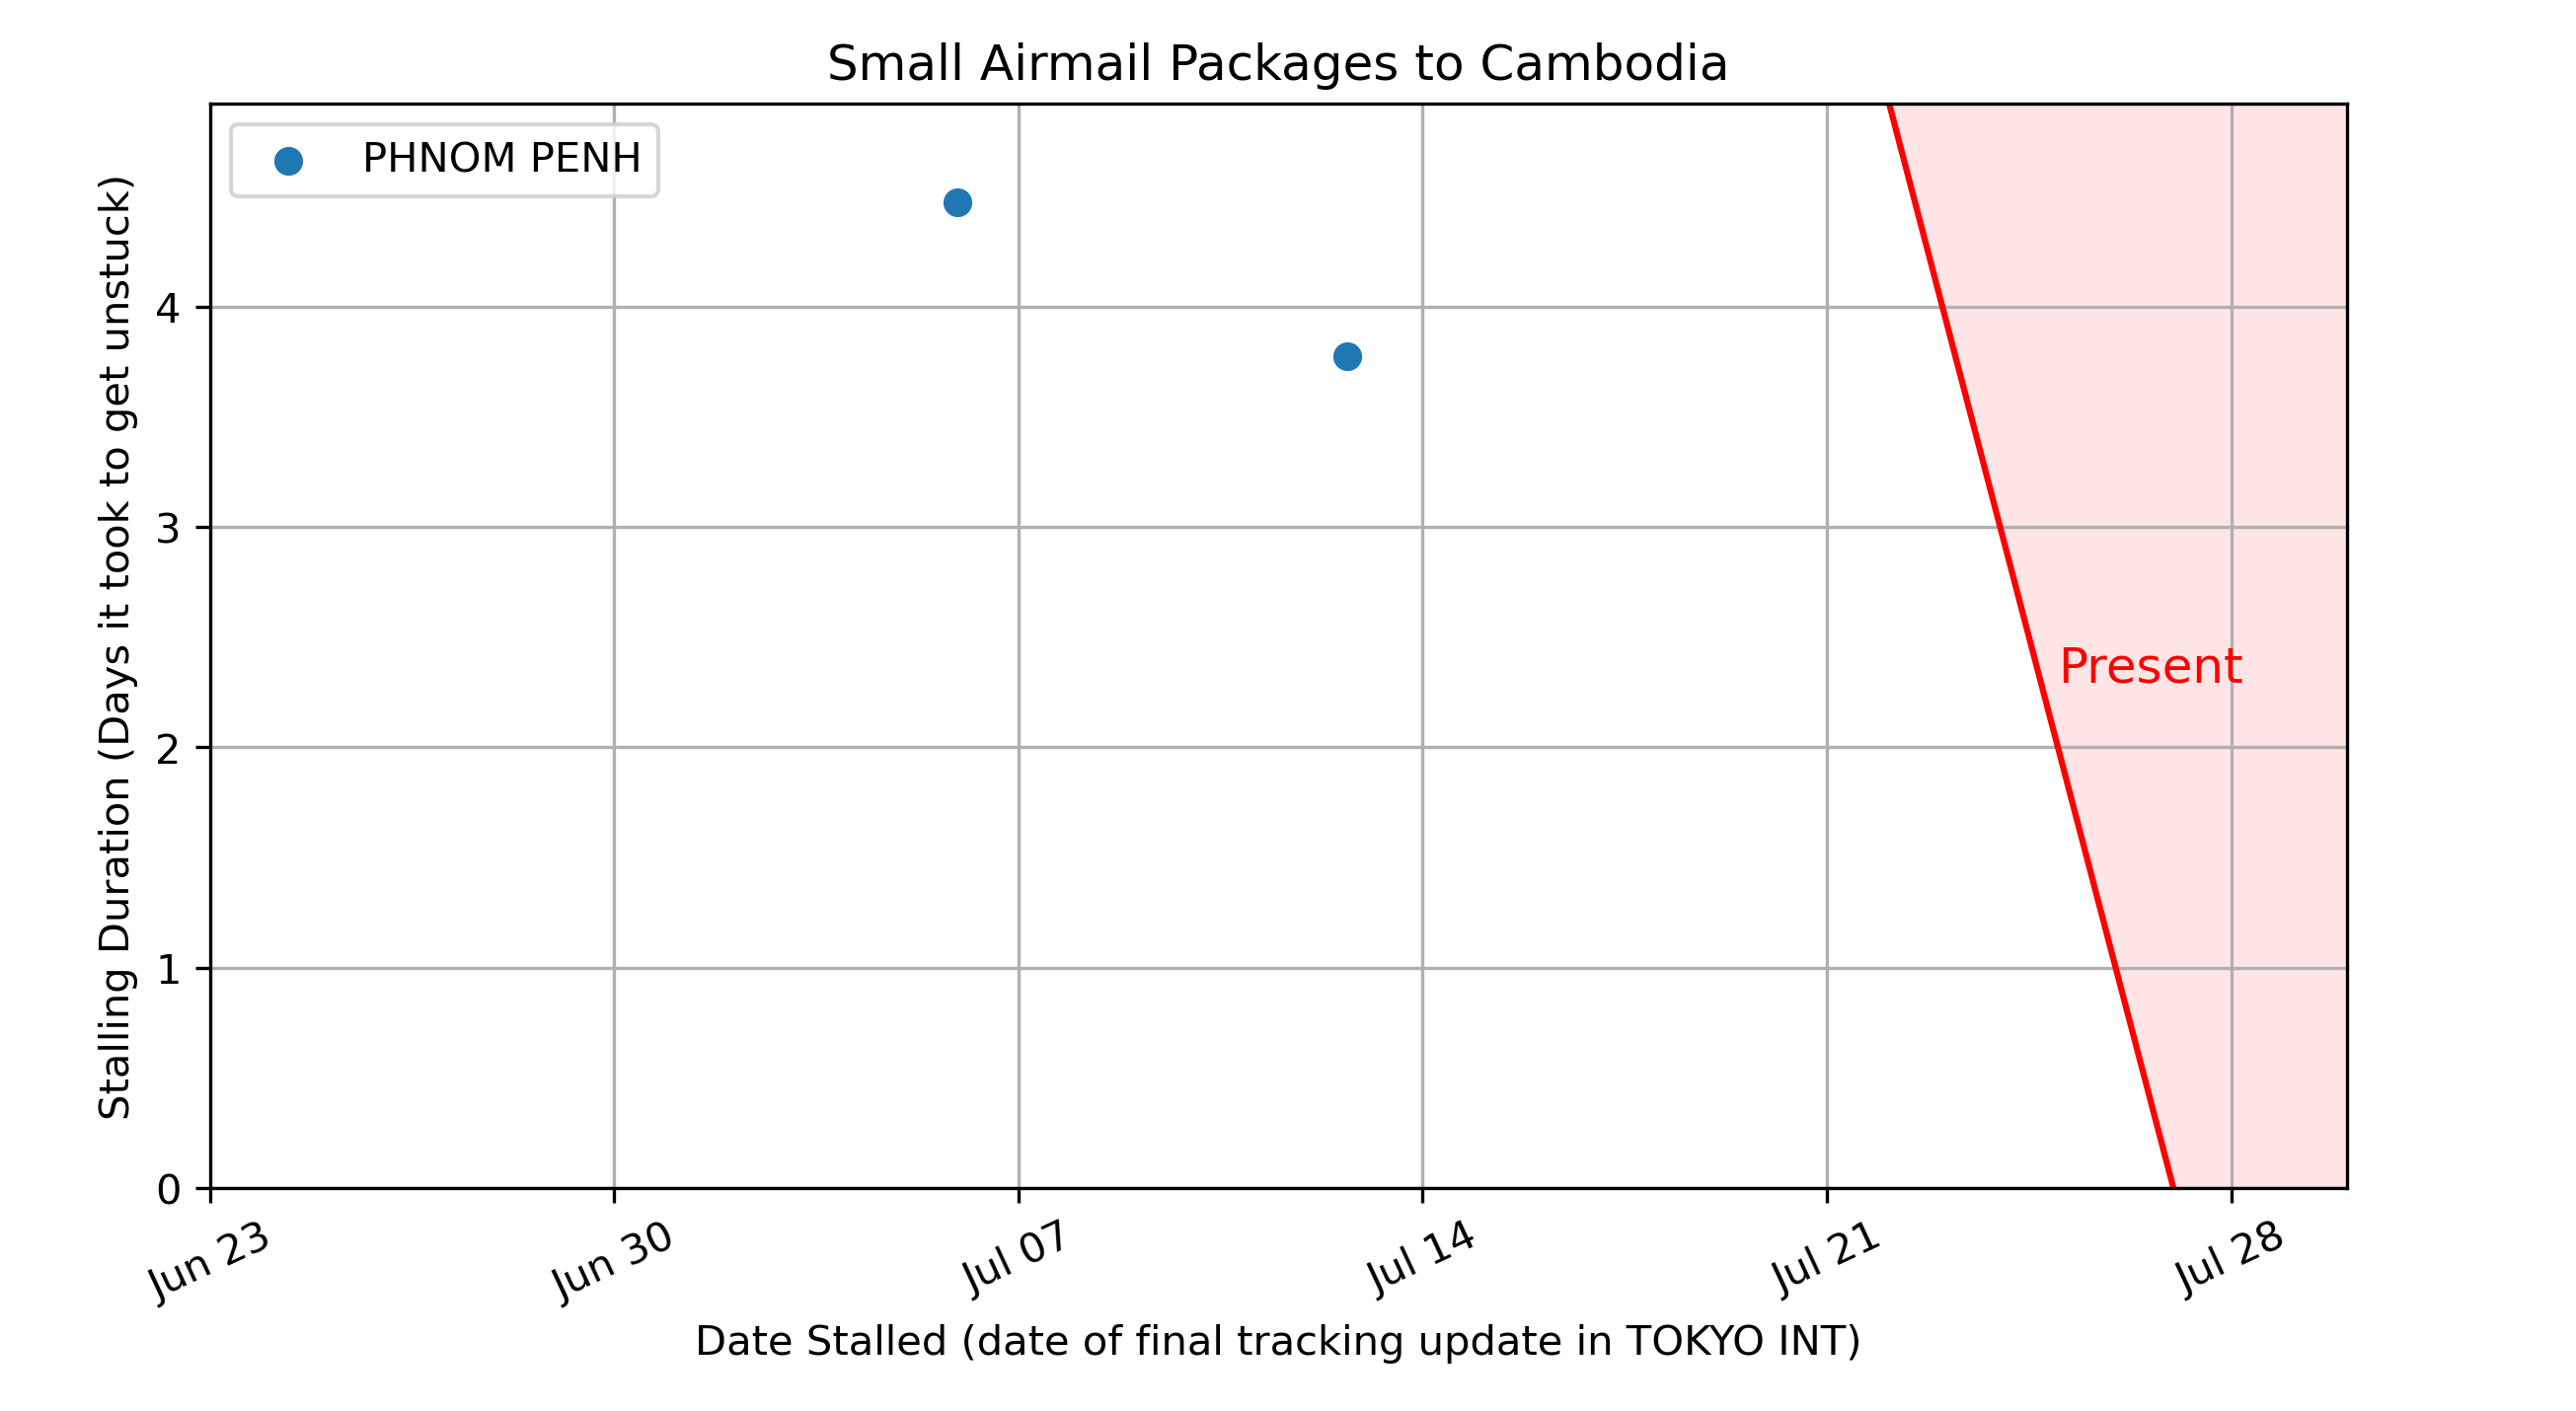 Small Airmail Packages to Cambodia
PHNOM PENH
Stalling Duration (Days it took to get unstuck)
4
3
2
1
0
Present
Jun 23
Jun 30
Jul 07
Jul 14
Jul 21
Jul 28
Date Stalled (date of final tracking update in TOKYO INT)